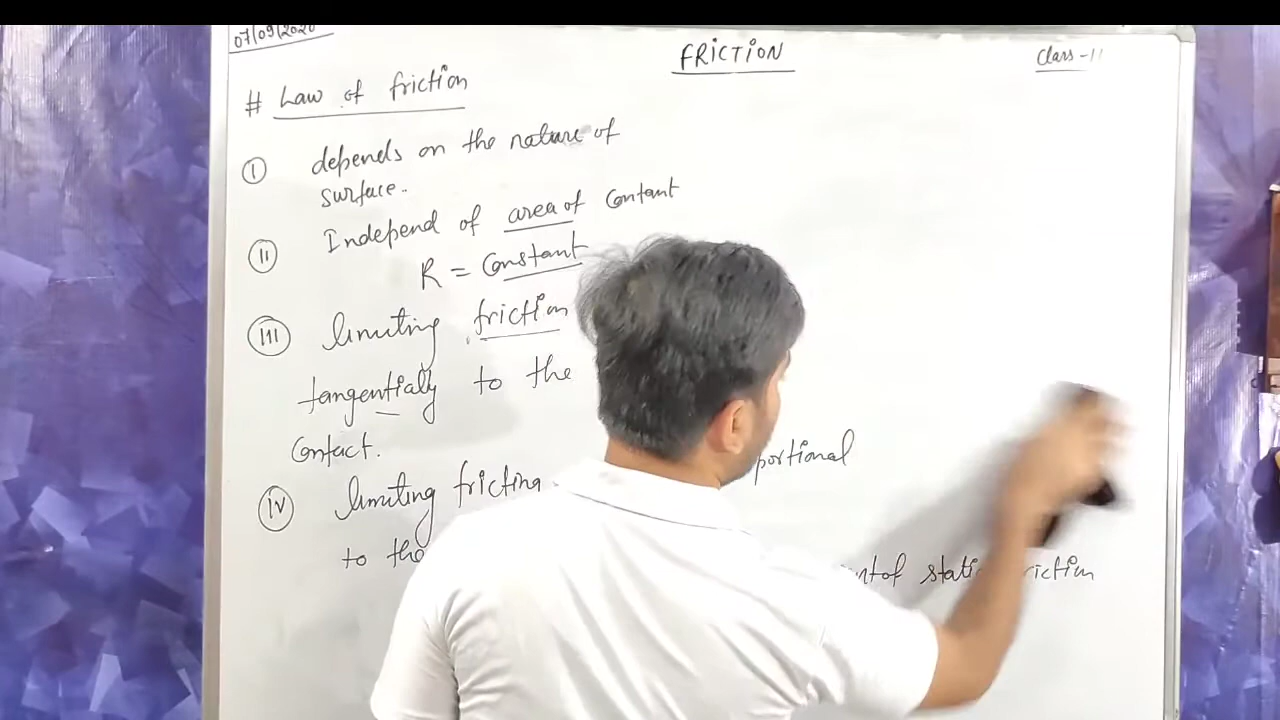 07/09/2020
FRICTION
Class-11
# Law of friction
I depends on the nature of
surface..
II Independ of area of Contant
R = Constant
III limiting friction
tangentialy to the
Contact.
IV limiting friction portional
to the of static friction